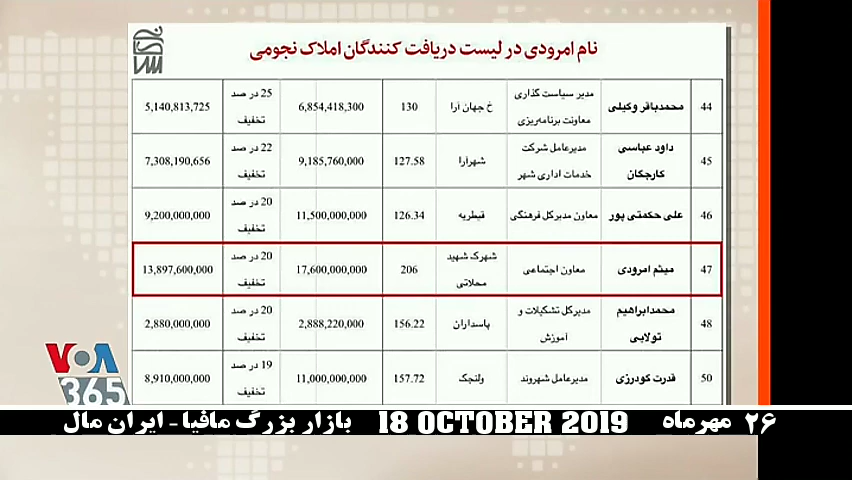 نام امرودی در لیست دریافت کنندگان املاک نجومی
44 محمدباقر وکیلی مدیر سیاست گذاری معاونت برنامه‌ریزی خ جهان آرا 130 6,854,418,300 25 در صد تخفیف 5,140,813,725
45 داود عباسی کارجگان مدیرعامل شرکت خدمات اداری شهر شهرآرا 127.58 9,185,760,000 22 در صد تخفیف 7,308,190,656
46 علی حکمتی پور معاون مدیرکل فرهنگی قیطریه 126.34 11,500,000,000 20 در صد تخفیف 9,200,000,000
47 میثم امرودی معاون اجتماعی شهرک شهید محلاتی 206 17,600,000,000 20 در صد تخفیف 13,897,600,000
48 محمدابراهیم تولایی مدیرکل تشکیلات و آموزش پاسداران 156.22 2,888,220,000 20 در صد تخفیف 2,880,000,000
50 قدرت گودرزی مدیرعامل شهروند ولنجک 157.72 11,000,000,000 19 در صد تخفیف 8,910,000,000
VOA
365
۲۶ مهرماه 18 OCTOBER 2019 بازار بزرگ مافیا - ایران مال